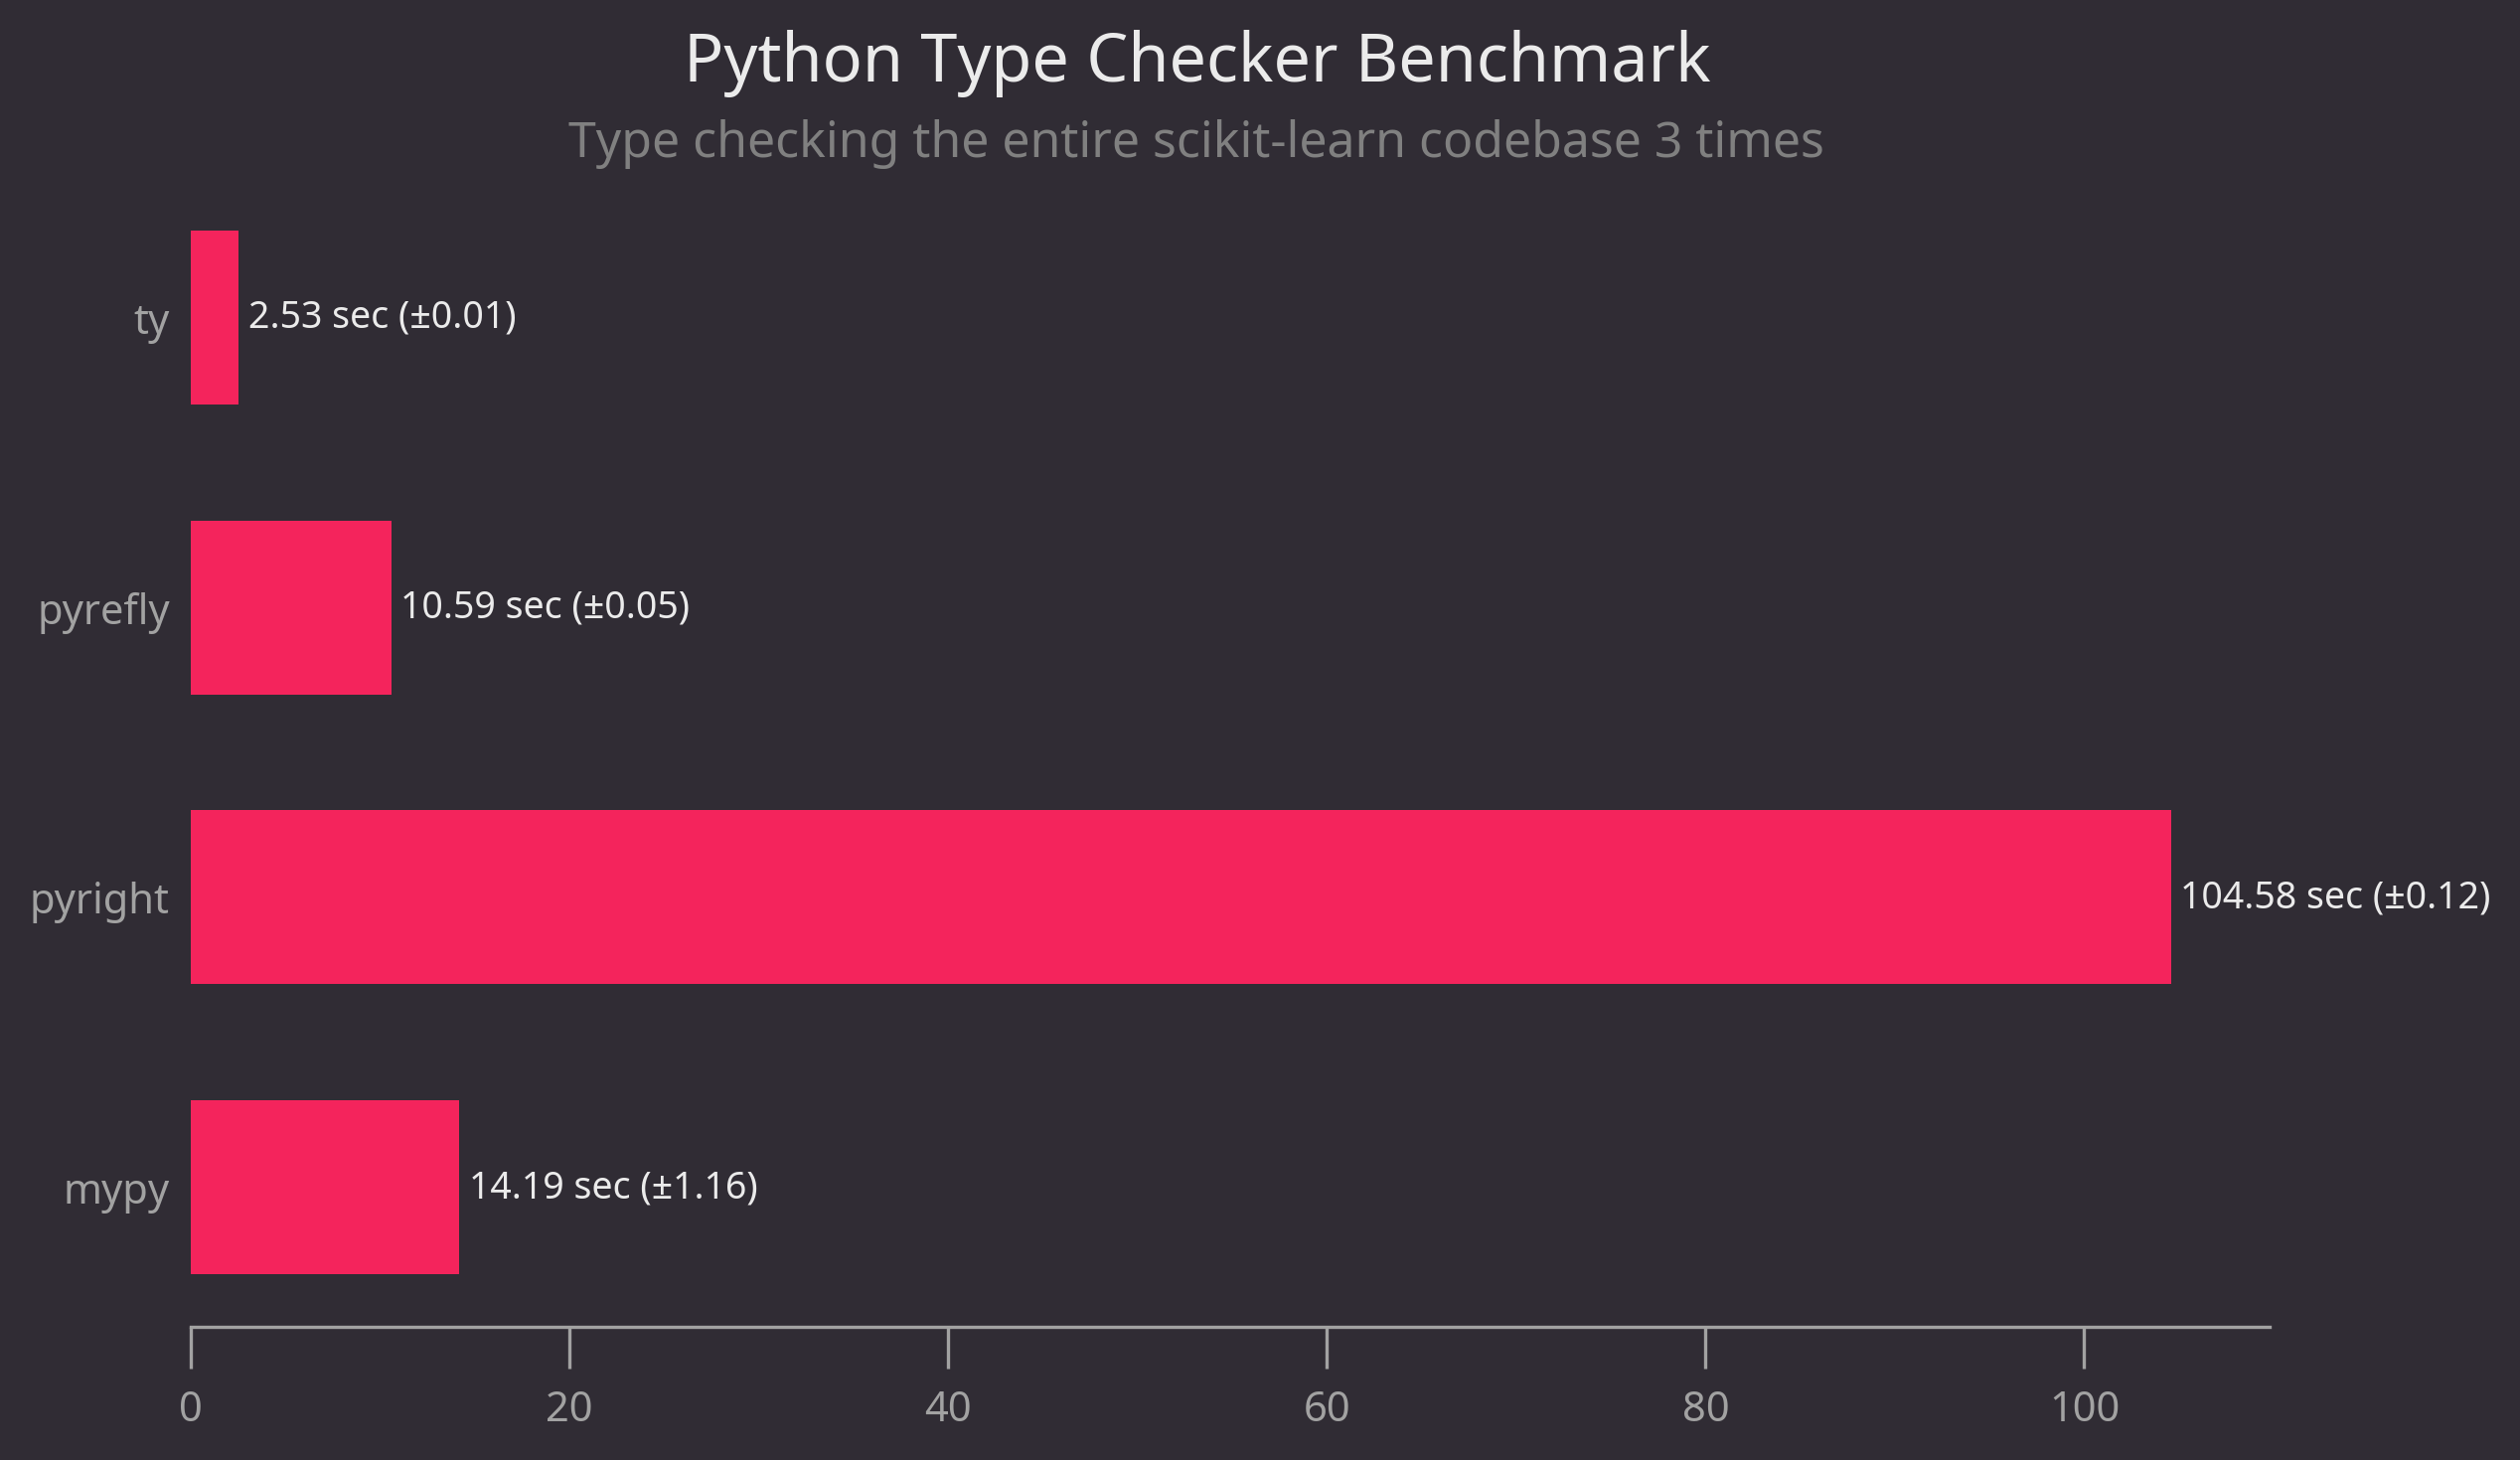 Python Type Checker Benchmark
Type checking the entire scikit-learn codebase 3 times
ty 2.53 sec (±0.01)
pyrefly 10.59 sec (±0.05)
pyright 104.58 sec (±0.12)
mypy 14.19 sec (±1.16)
0 20 40 60 80 100